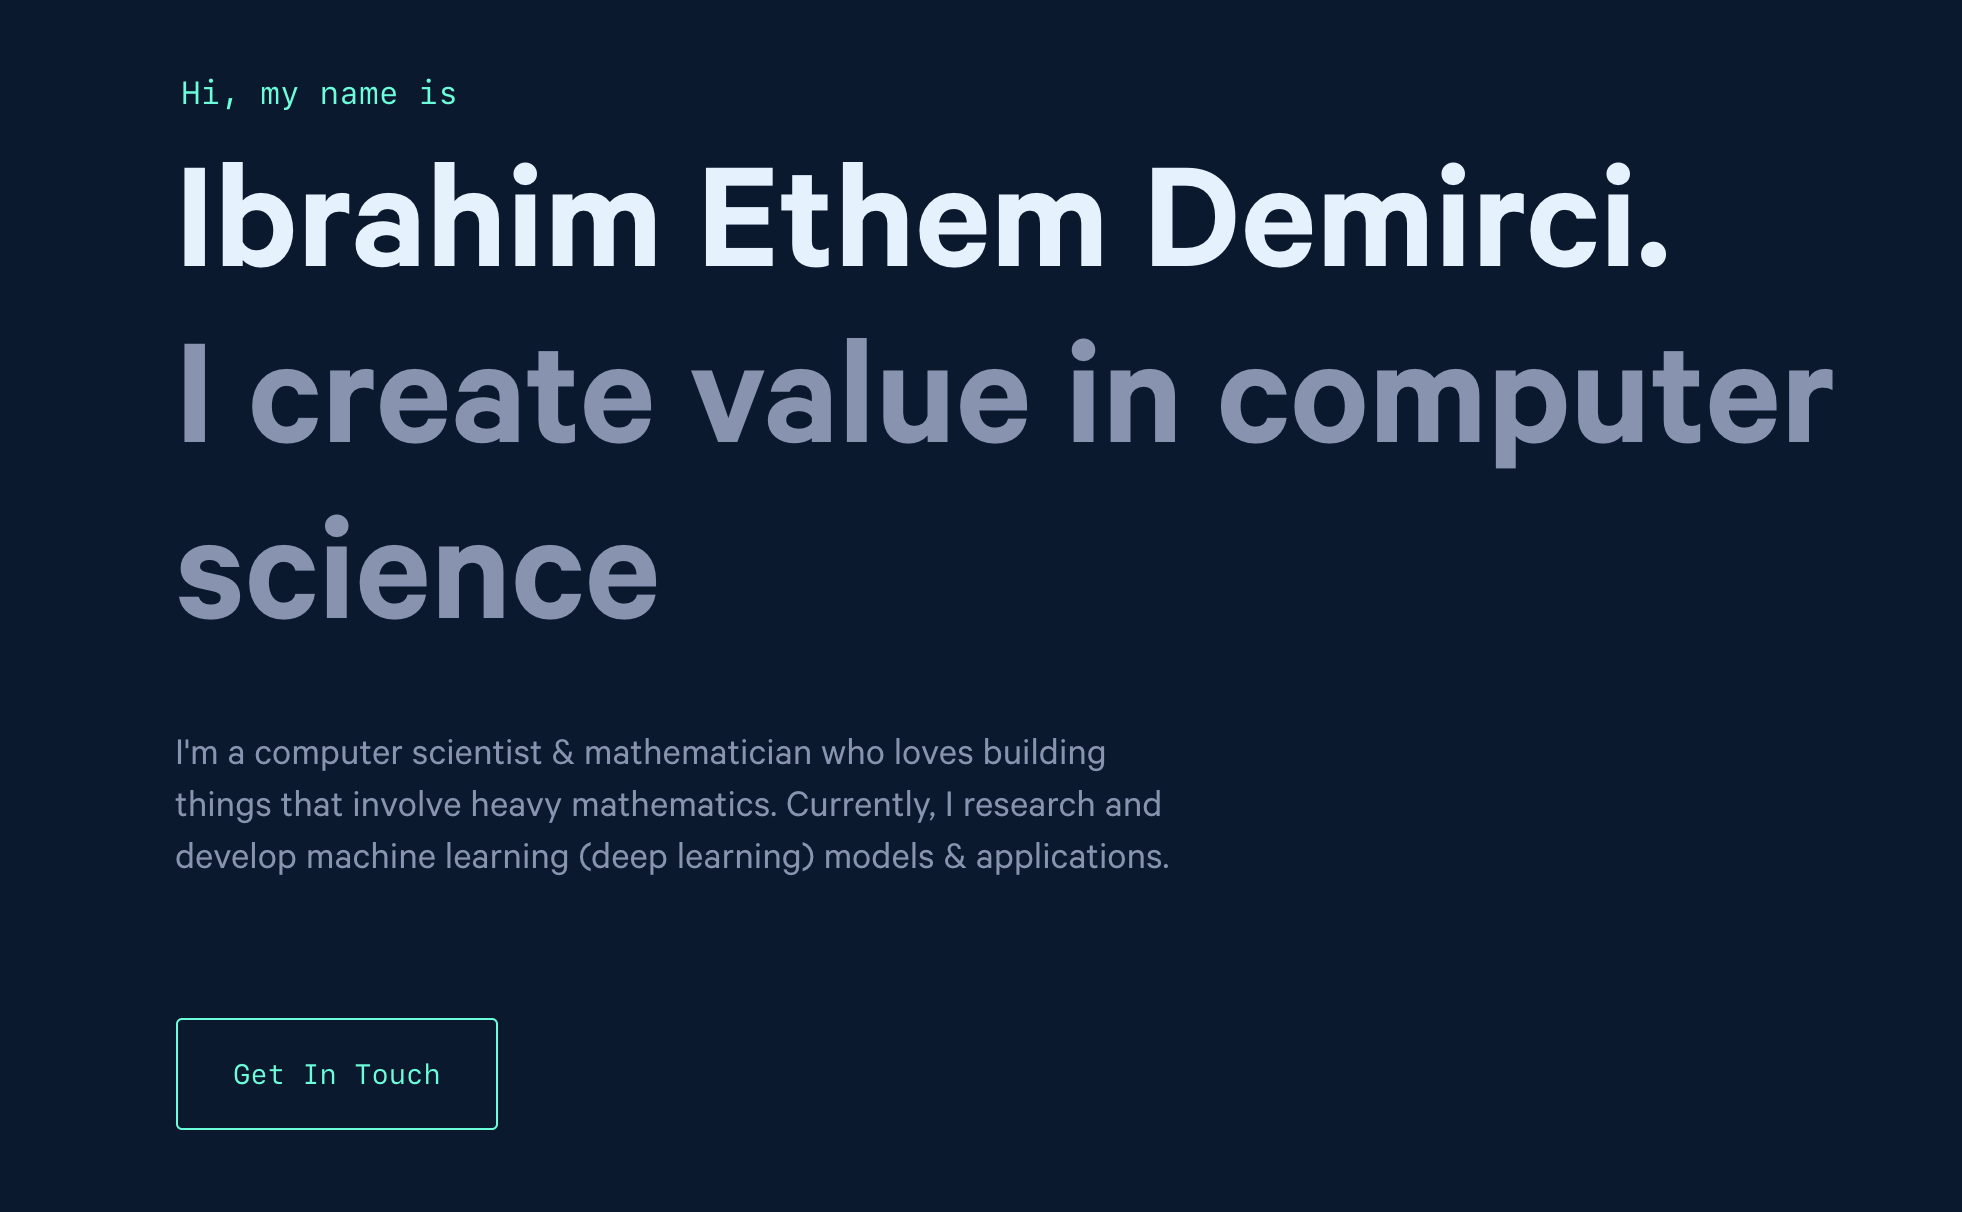 Hi, my name is
Ibrahim Ethem Demirci.
I create value in computer
science
I'm a computer scientist & mathematician who loves building
things that involve heavy mathematics. Currently, I research and
develop machine learning (deep learning) models & applications.
Get In Touch